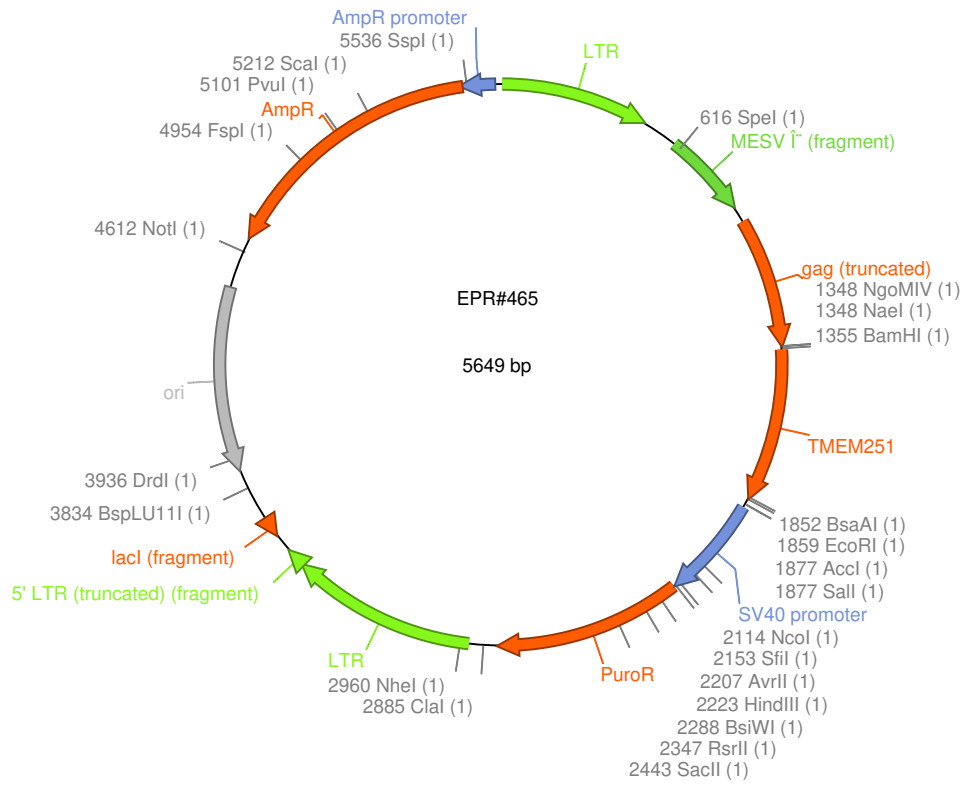 AmpR promoter
5536 SspI (1)
5212 ScaI (1)
5101 PvuI (1)
AmpR
4954 FspI (1)
4612 NotI (1)
LTR
616 SpeI (1)
MESV Î¨ (fragment)
gag (truncated)
1348 NgoMIV (1)
1348 NaeI (1)
1355 BamHI (1)
EPR#465
5649 bp
ori
TMEM251
3936 DrdI (1)
3834 BspLU11I (1)
lacI (fragment)
5' LTR (truncated) (fragment)
1852 BsaAI (1)
1859 EcoRI (1)
1877 AccI (1)
1877 SalI (1)
SV40 promoter
2114 NcoI (1)
2153 SfiI (1)
2207 AvrII (1)
2223 HindIII (1)
2288 BsiWI (1)
2347 RsrII (1)
2443 SacII (1)
PuroR
LTR
2960 NheI (1)
2885 ClaI (1)